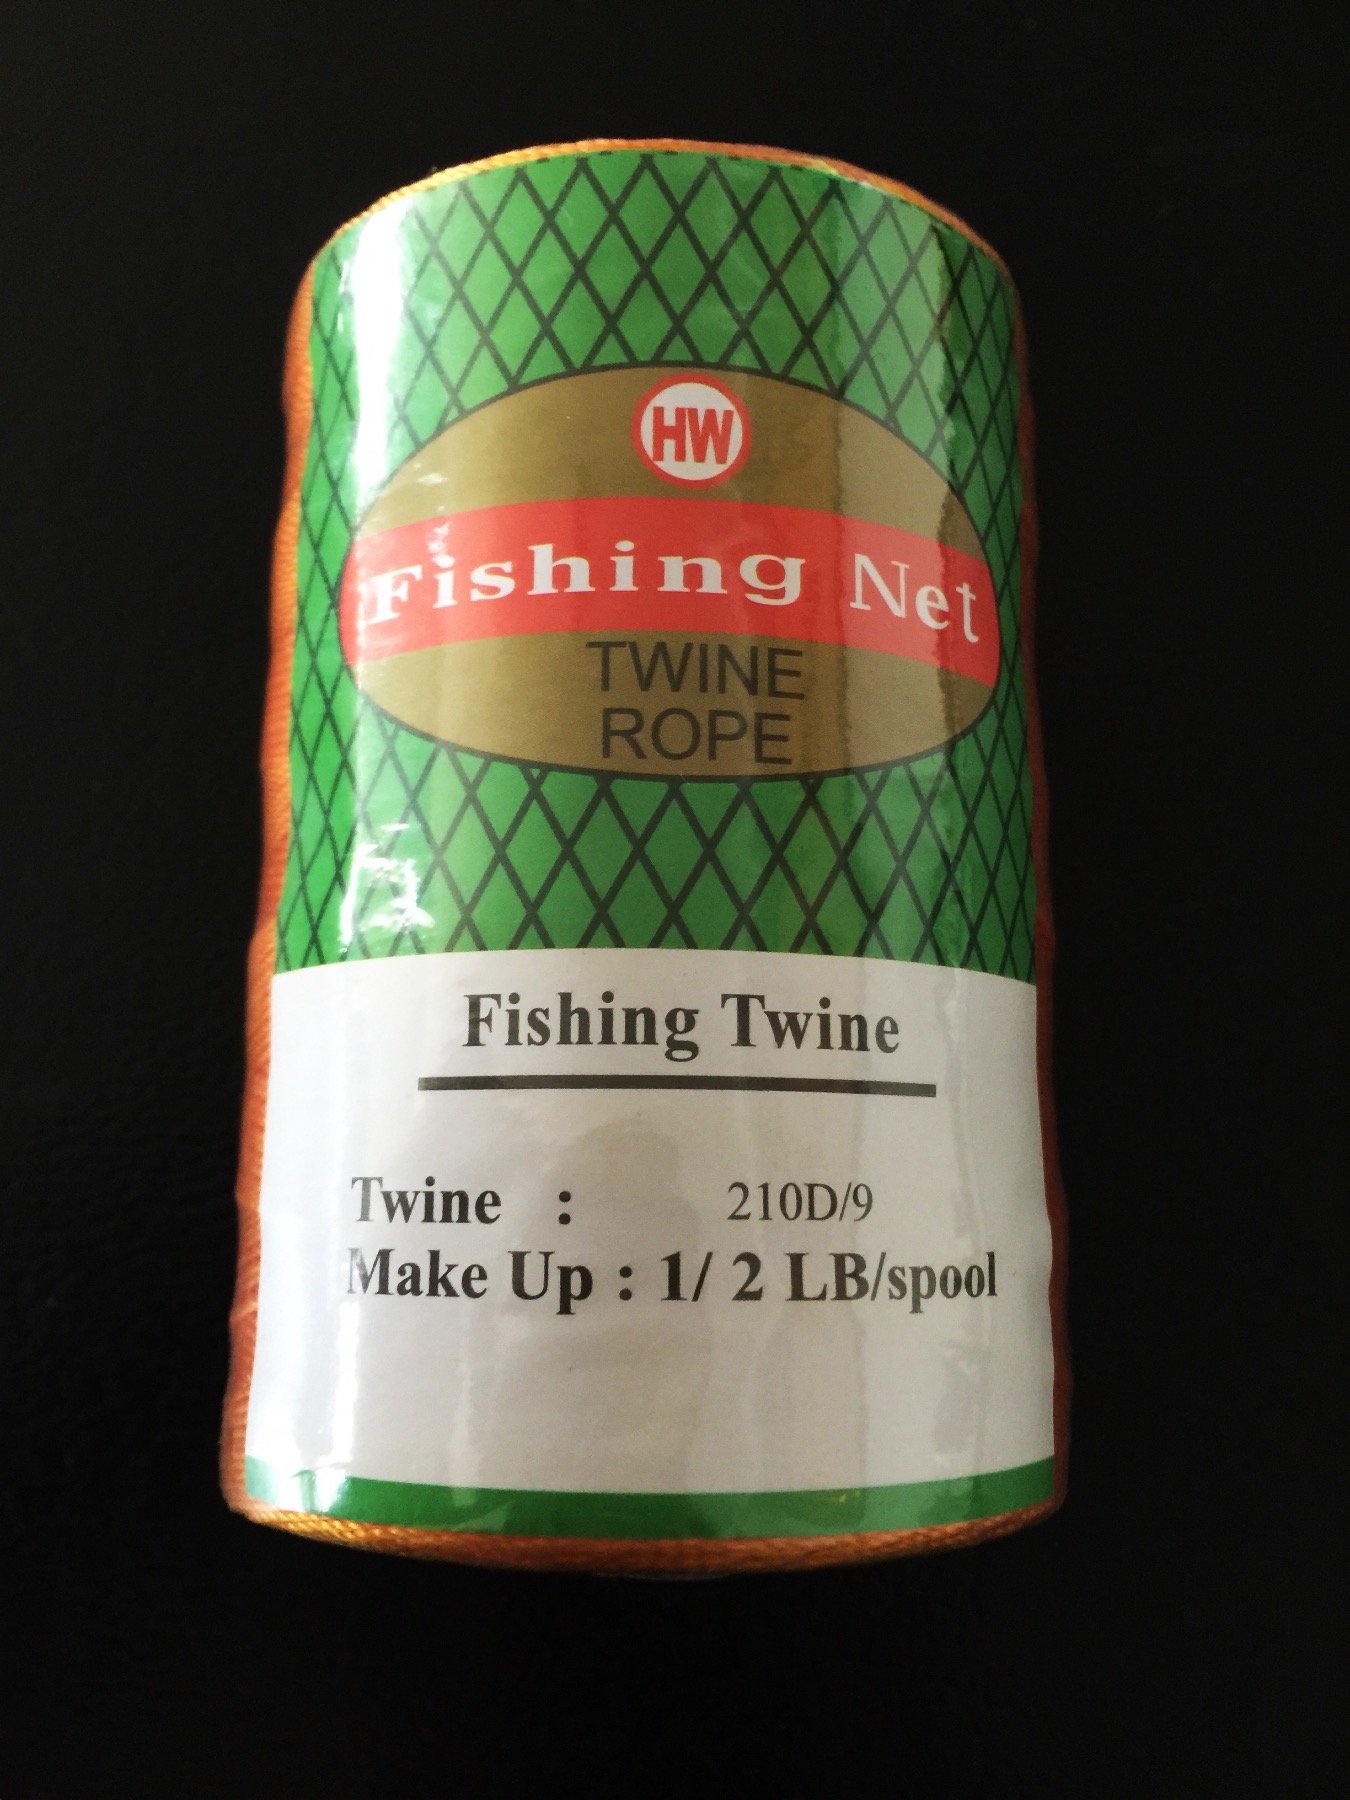 HW
Fishing Net
TWINE
ROPE
Fishing Twine
Twine : 210D/9
Make Up : 1/ 2 LB/spool